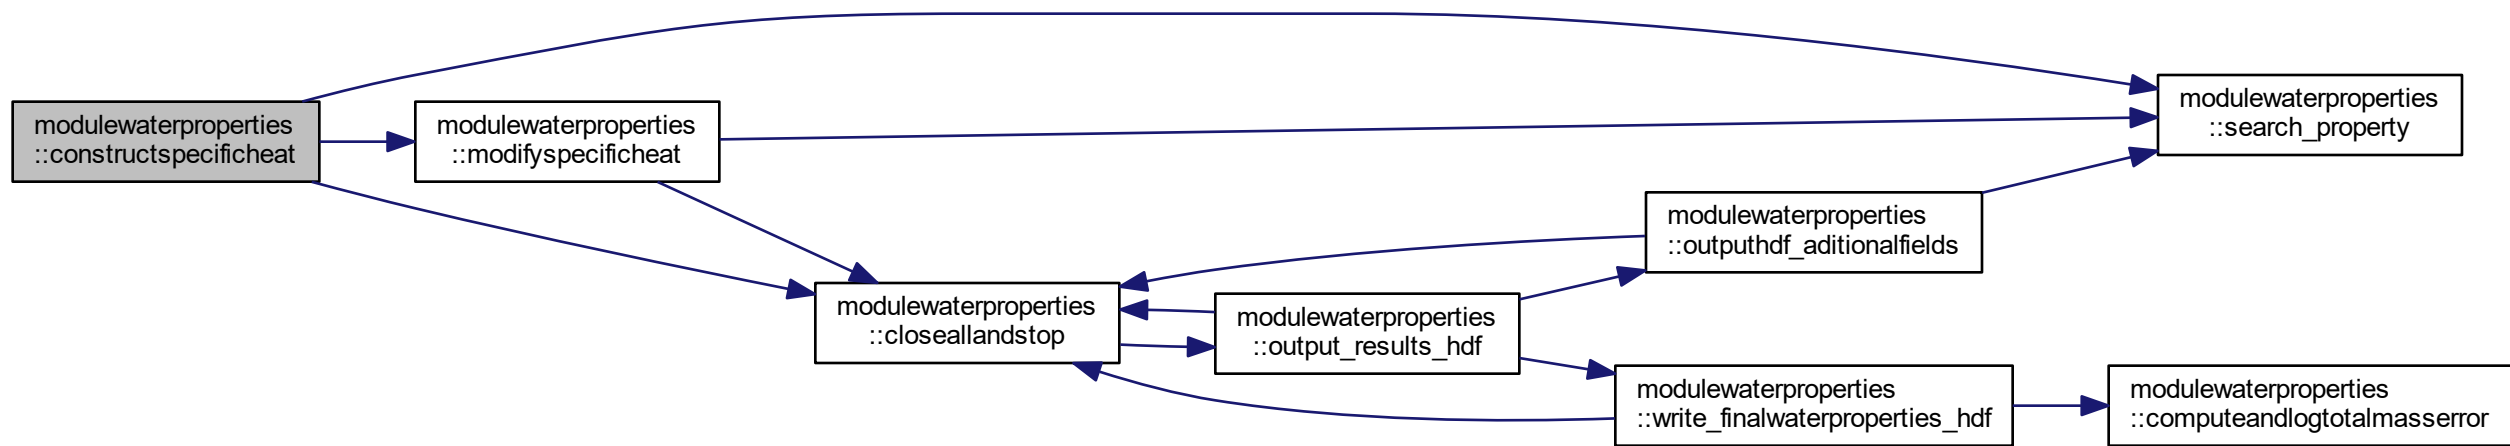 modulewaterproperties
::constructspecificheat
modulewaterproperties
::modifyspecificheat
modulewaterproperties
::closeallandstop
modulewaterproperties
::output_results_hdf
modulewaterproperties
::outputhdf_aditionalfields
modulewaterproperties
::search_property
modulewaterproperties
::write_finalwaterproperties_hdf
modulewaterproperties
::computeandlogtotalmasserror